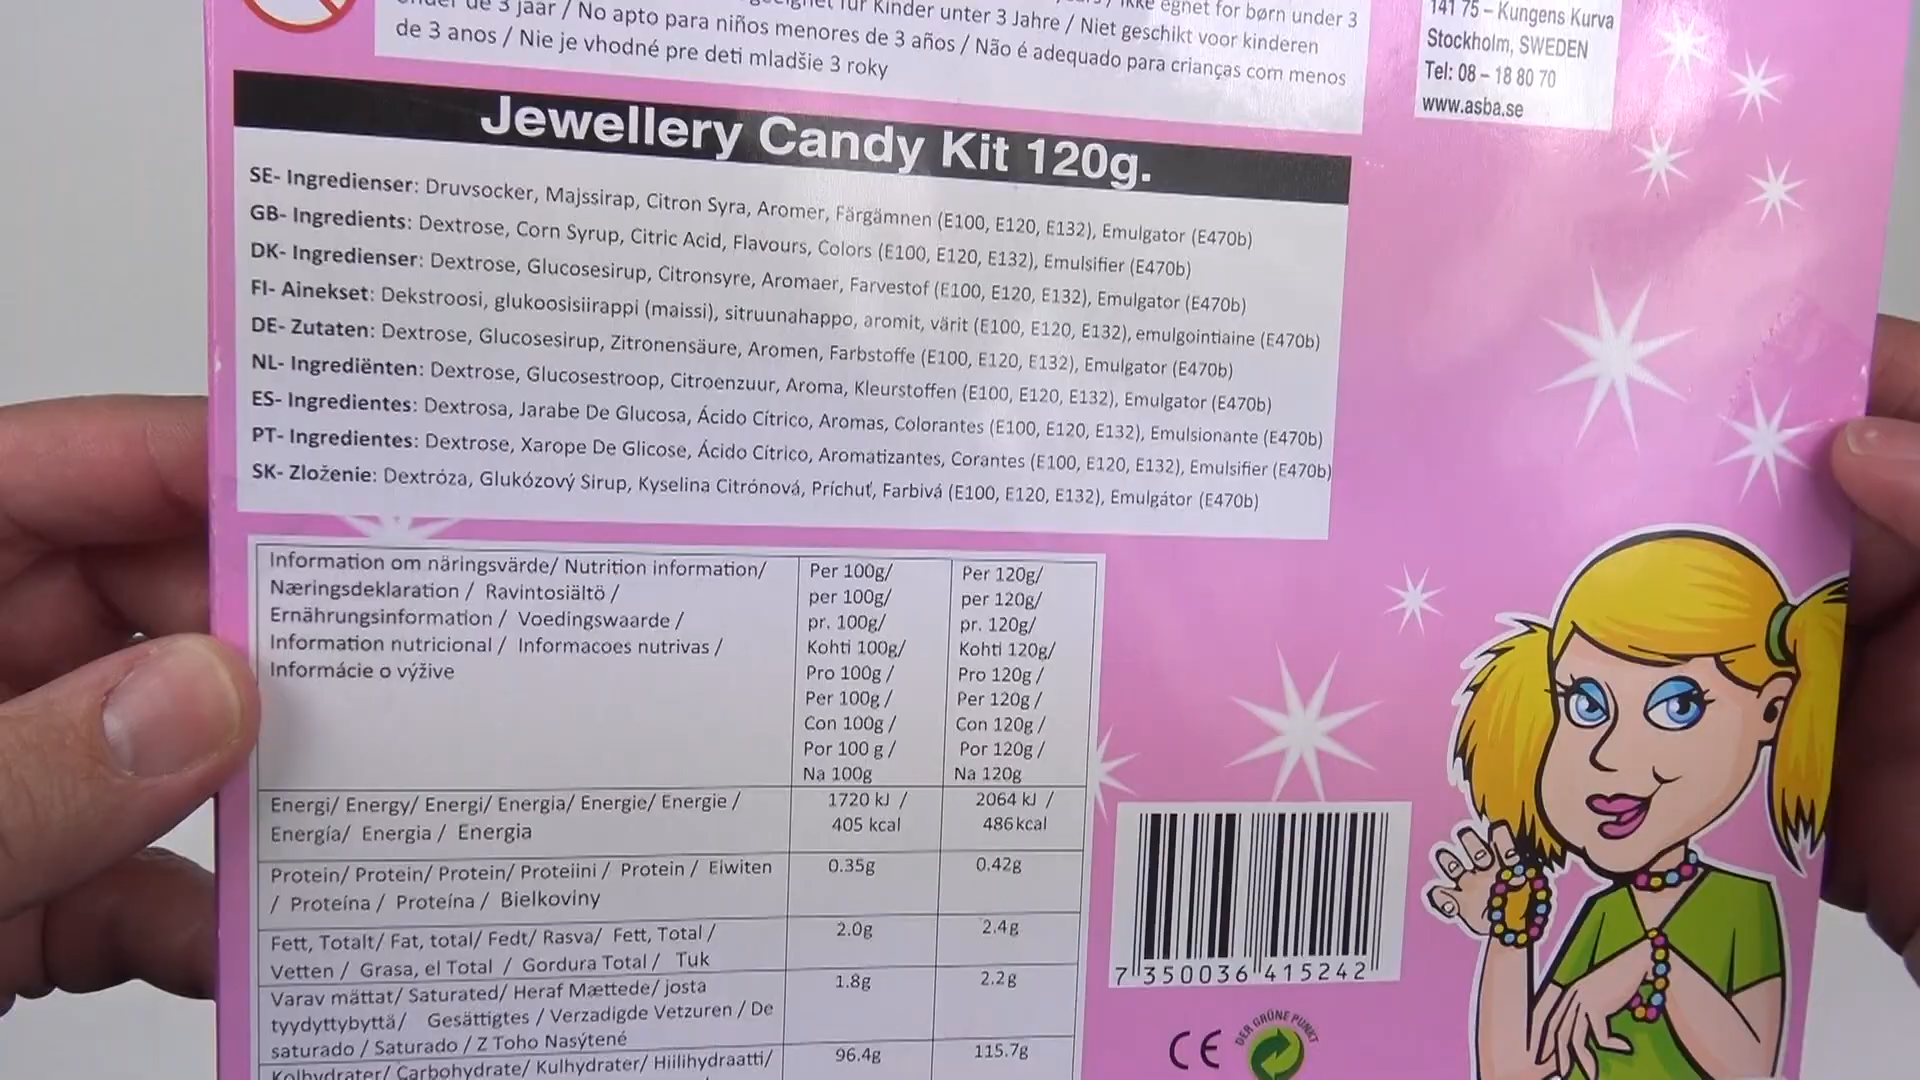 Under de 3 jaar / No apto para niños menores de 3 años / Não é adequado para crianças com menos
für Kinder unter 3 Jahre / Niet geschikt voor kinderen
Ikke egnet for børn under 3
de 3 anos / Nie je vhodné pre deti mladšie 3 roky
141 75 – Kungens Kurva
Stockholm, SWEDEN
Tel: 08 – 18 80 70
www.asba.se
Jewellery Candy Kit 120g.
SE- Ingredienser: Druvsocker, Majssirap, Citron Syra, Aromer, Färgämnen (E100, E120, E132), Emulgator (E470b)
GB- Ingredients: Dextrose, Corn Syrup, Citric Acid, Flavours, Colors (E100, E120, E132), Emulsifier (E470b)
DK- Ingredienser: Dextrose, Glucosesirup, Citronsyre, Aromaer, Farvestof (E100, E120, E132), Emulgator (E470b)
FI- Ainekset: Dekstroosi, glukoosisiirappi (maissi), sitruunahappo, aromit, värit (E100, E120, E132), emulgointiaine (E470b)
DE- Zutaten: Dextrose, Glucosesirup, Zitronensäure, Aromen, Farbstoffe (E100, E120, E132), Emulgator (E470b)
NL- Ingrediënten: Dextrose, Glucosestroop, Citroenzuur, Aroma, Kleurstoffen (E100, E120, E132), Emulgator (E470b)
ES- Ingredientes: Dextrosa, Jarabe De Glucosa, Ácido Cítrico, Aromas, Colorantes (E100, E120, E132), Emulsionante (E470b)
PT- Ingredientes: Dextrose, Xarope De Glicose, Ácido Cítrico, Aromatizantes, Corantes (E100, E120, E132), Emulsifier (E470b)
SK- Zloženie: Dextróza, Glukózový Sirup, Kyselina Citrónová, Príchuť, Farbivá (E100, E120, E132), Emulgátor (E470b)
Information om näringsvärde/ Nutrition information/
Næringsdeklaration / Ravintosiältö /
Ernährungsinformation / Voedingswaarde /
Information nutricional / Informacoes nutrivas /
Informácie o výžive
Per 100g/
per 100g/
pr. 100g/
Kohti 100g/
Pro 100g /
Per 100g /
Con 100g /
Por 100 g /
Na 100g
Per 120g/
per 120g/
pr. 120g/
Kohti 120g/
Pro 120g /
Per 120g /
Con 120g /
Por 120g /
Na 120g
Energi/ Energy/ Energi/ Energia/ Energie/ Energie /
Energía/ Energia / Energia
1720 kJ /
405 kcal
2064 kJ /
486 kcal
Protein/ Protein/ Protein/ Proteiini / Protein / Eiwiten
/ Proteína / Proteína / Bielkoviny
0.35g
0.42g
Fett, Totalt/ Fat, total/ Fedt/ Rasva/ Fett, Total /
Vetten / Grasa, el Total / Gordura Total / Tuk
2.0g
2.4g
Varav mättat/ Saturated/ Heraf Mættede/ josta
tyydyttybyttä/ Gesättigtes / Verzadigde Vetzuren / De
saturado / Saturado / Z Toho Nasýtené
1.8g
2.2g
Kolhydrater/ Carbohydrate/ Kulhydrater/ Hiilihydraatti/
96.4g
115.7g
7 350036 415242
CE
DER GRÜNE PUNKT